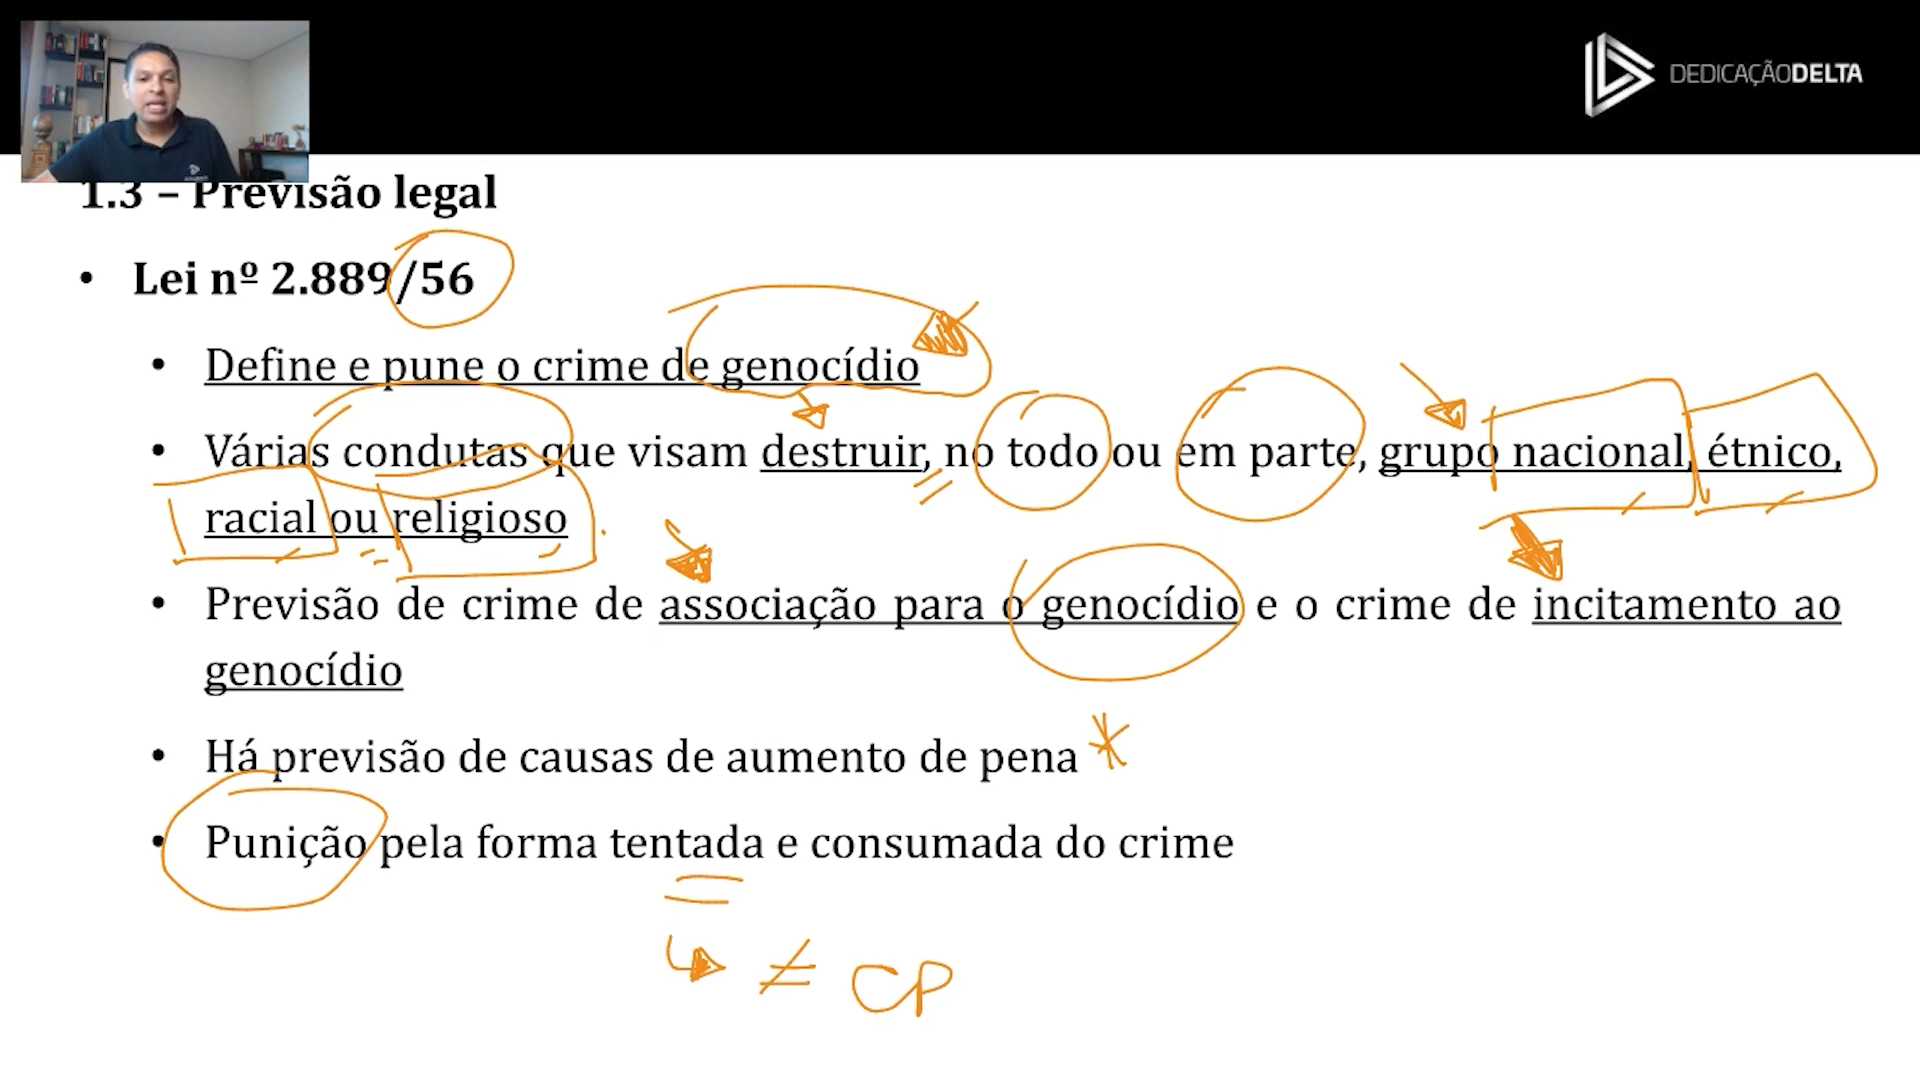 DEDICAÇÃODELTA
1.3 – Previsão legal
• Lei nº 2.889/56
• Define e pune o crime de genocídio
• Várias condutas que visam destruir, no todo ou em parte, grupo nacional, étnico,
racial ou religioso
• Previsão de crime de associação para o genocídio e o crime de incitamento ao
genocídio
• Há previsão de causas de aumento de pena *
• Punição pela forma tentada e consumada do crime
≠ CP